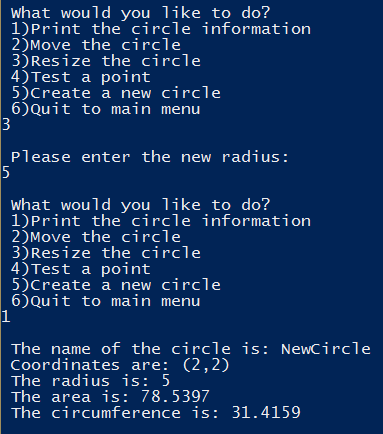 What would you like to do?
1)Print the circle information
2)Move the circle
3)Resize the circle
4)Test a point
5)Create a new circle
6)Quit to main menu
3
Please enter the new radius:
5
What would you like to do?
1)Print the circle information
2)Move the circle
3)Resize the circle
4)Test a point
5)Create a new circle
6)Quit to main menu
1
The name of the circle is: NewCircle
Coordinates are: (2,2)
The radius is: 5
The area is: 78.5397
The circumference is: 31.4159